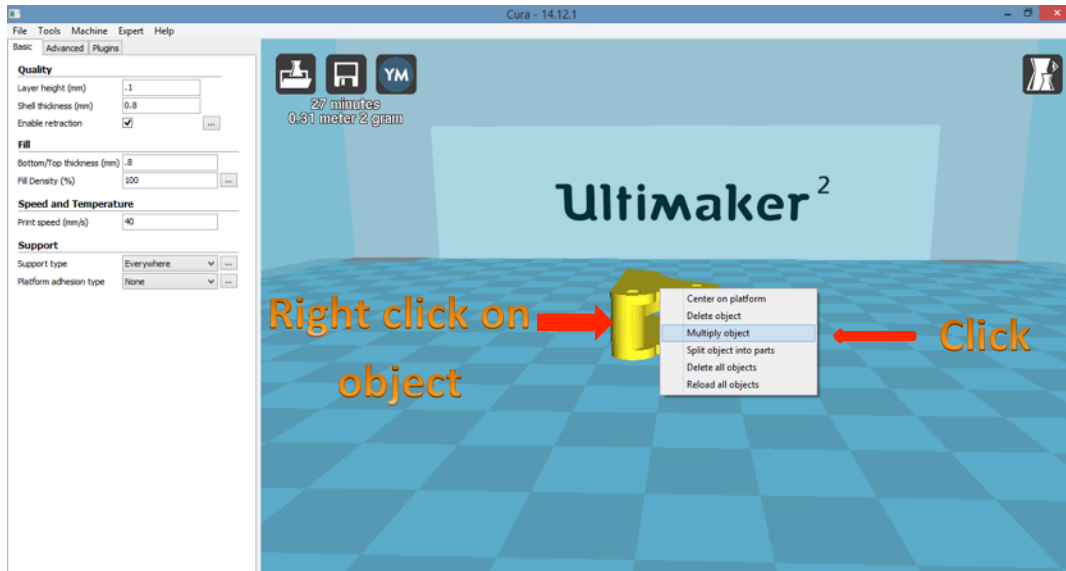 Cura - 14.12.1
File Tools Machine Expert Help
Basic Advanced Plugins
Quality
Layer height (mm) .1
Shell thickness (mm) 0.8
Enable retraction ...
Fill
Bottom/Top thickness (mm) .8
Fill Density (%) 100 ...
Speed and Temperature
Print speed (mm/s) 40
Support
Support type Everywhere ...
Platform adhesion type None ...
YM
27 minutes
0.31 meter 2 gram
Ultimaker 2
Right click on
object
Center on platform
Delete object
Multiply object
Split object into parts
Delete all objects
Reload all objects
Click